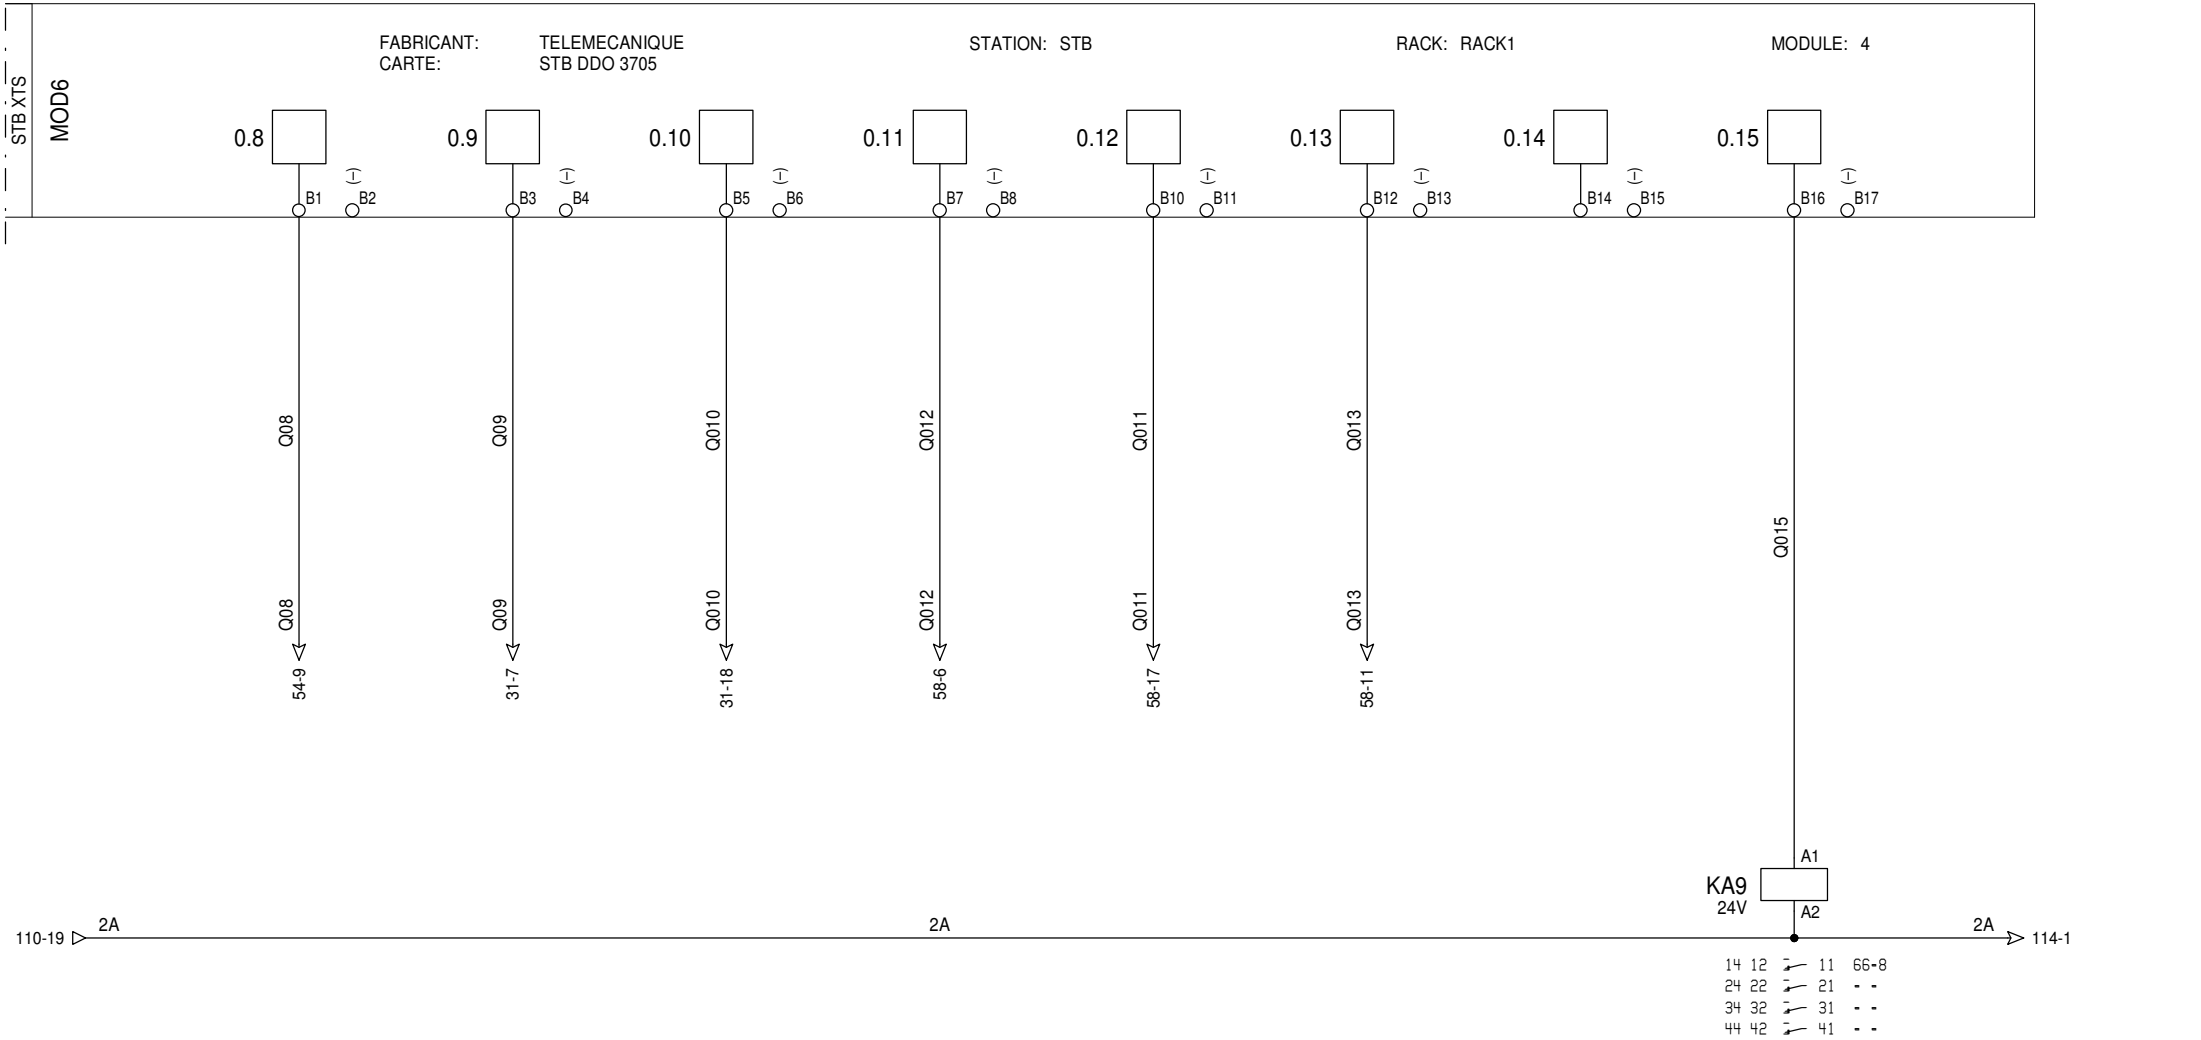 FABRICANT: TELEMECANIQUE STATION: STB RACK: RACK1 MODULE: 4
CARTE: STB DDO 3705
STB XTS
MOD6
0.8 0.9 0.10 0.11 0.12 0.13 0.14 0.15
(-) (-) (-) (-) (-) (-) (-) (-)
B1 B2 B3 B4 B5 B6 B7 B8 B10 B11 B12 B13 B14 B15 B16 B17
Q08 Q09 Q010 Q012 Q011 Q013
Q015
Q08 Q09 Q010 Q012 Q011 Q013
54-9 31-7 31-18 58-6 58-17 58-11
A1
KA9
24V
A2
110-19 2A 2A 2A 114-1
14 12 11 66-8
24 22 21 - -
34 32 31 - -
44 42 41 - -